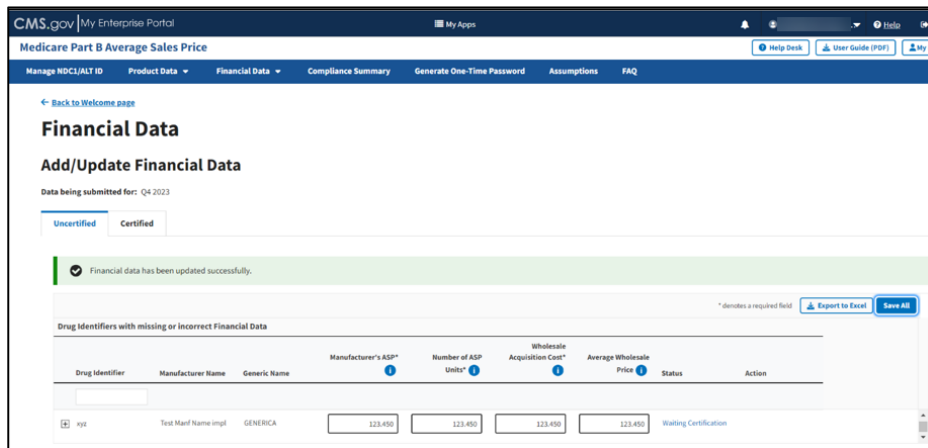 CMS.gov My Enterprise Portal My Apps Help
Medicare Part B Average Sales Price Help Desk User Guide (PDF) My
Manage NDC1/ALT ID Product Data Financial Data Compliance Summary Generate One-Time Password Assumptions FAQ
Back to Welcome page
Financial Data
Add/Update Financial Data
Data being submitted for: Q4 2023
Uncertified Certified
Financial data has been updated successfully.
* denotes a required field Export to Excel Save All
Drug Identifiers with missing or incorrect Financial Data
Drug Identifier Manufacturer Name Generic Name Manufacturer's ASP* Number of ASP Units* Wholesale Acquisition Cost* Average Wholesale Price Status Action
xyz Test Manf Name impl GENERICA 123.450 123.450 123.450 123.450 Waiting Certification